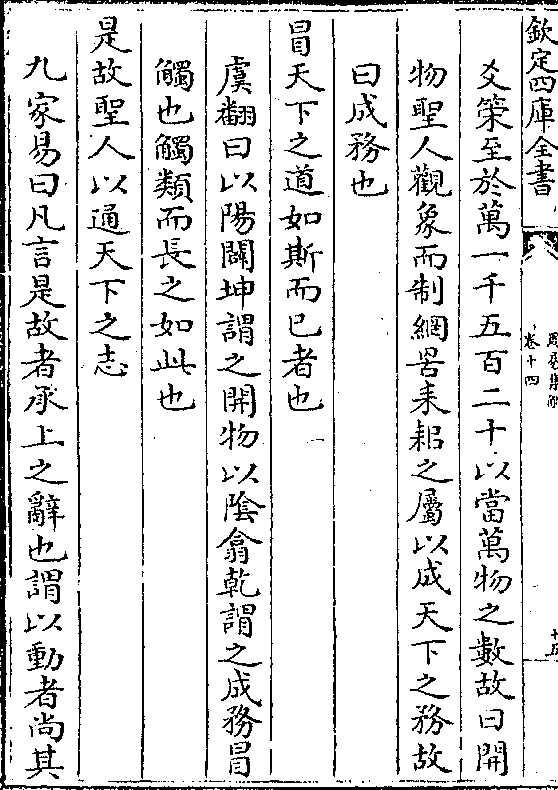 欽定四庫全書
卷十四
爻策至於萬一千五百二十以當萬物之數故曰開
物聖人觀象而制網罟耒耜之屬以成天下之務故
曰成務也
冒天下之道如斯而已者也
虞翻曰以陽闢坤謂之開物以陰翕乾謂之成務冒
觸也觸類而長之如此也
是故聖人以通天下之志
九家易曰凡言是故者承上之辭也謂以動者尚其